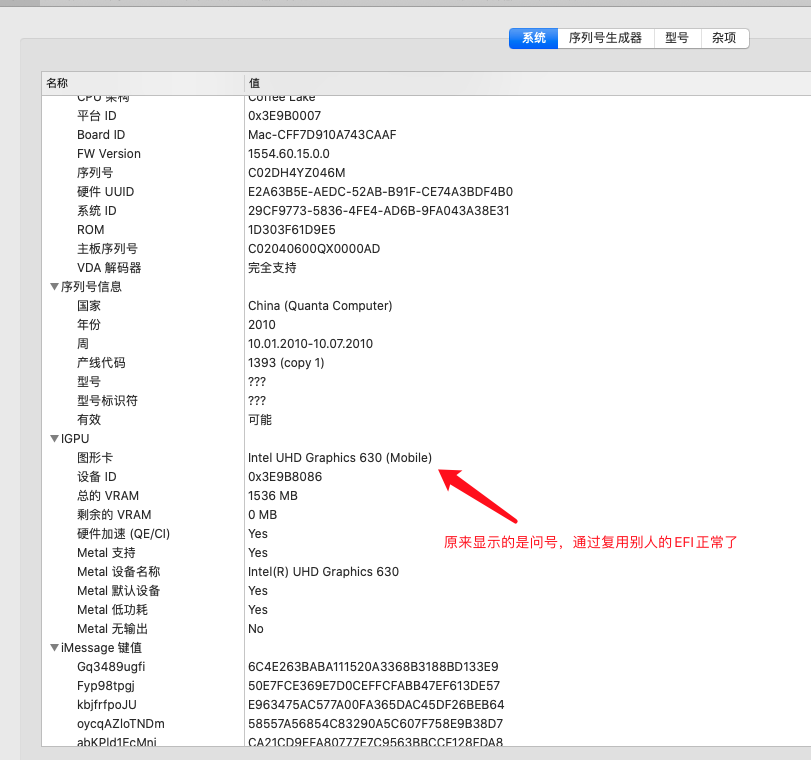 系统 序列号生成器 型号 杂项
名称 值
CPU 架构 Coffee Lake
平台 ID 0x3E9B0007
Board ID Mac-CFF7D910A743CAAF
FW Version 1554.60.15.0.0
序列号 C02DH4YZ046M
硬件 UUID E2A63B5E-AEDC-52AB-B91F-CE74A3BDF4B0
系统 ID 29CF9773-5836-4FE4-AD6B-9FA043A38E31
ROM 1D303F61D9E5
主板序列号 C02040600QX0000AD
VDA 解码器 完全支持
序列号信息
国家 China (Quanta Computer)
年份 2010
周 10.01.2010-10.07.2010
产线代码 1393 (copy 1)
型号 ???
型号标识符 ???
有效 可能
IGPU
图形卡 Intel UHD Graphics 630 (Mobile)
设备 ID 0x3E9B8086
总的 VRAM 1536 MB
剩余的 VRAM 0 MB
硬件加速 (QE/CI) Yes
Metal 支持 Yes
Metal 设备名称 Intel(R) UHD Graphics 630
Metal 默认设备 Yes
Metal 低功耗 Yes
Metal 无输出 No
原来显示的是问号，通过复用别人的EFI正常了
iMessage 键值
Gq3489ugfi 6C4E263BABA111520A3368B3188BD133E9
Fyp98tpgj 50E7FCE369E7D0CEFFCFABB47EF613DE57
kbjfrfpoJU E963475AC577A00FA365DAC45DF26BEB64
oycqAZloTNDm 58557A56854C83290A5C607F758E9B38D7
abKPld1EcMni CA21CD9EFA80777E7C9563BBCCF128FDA8